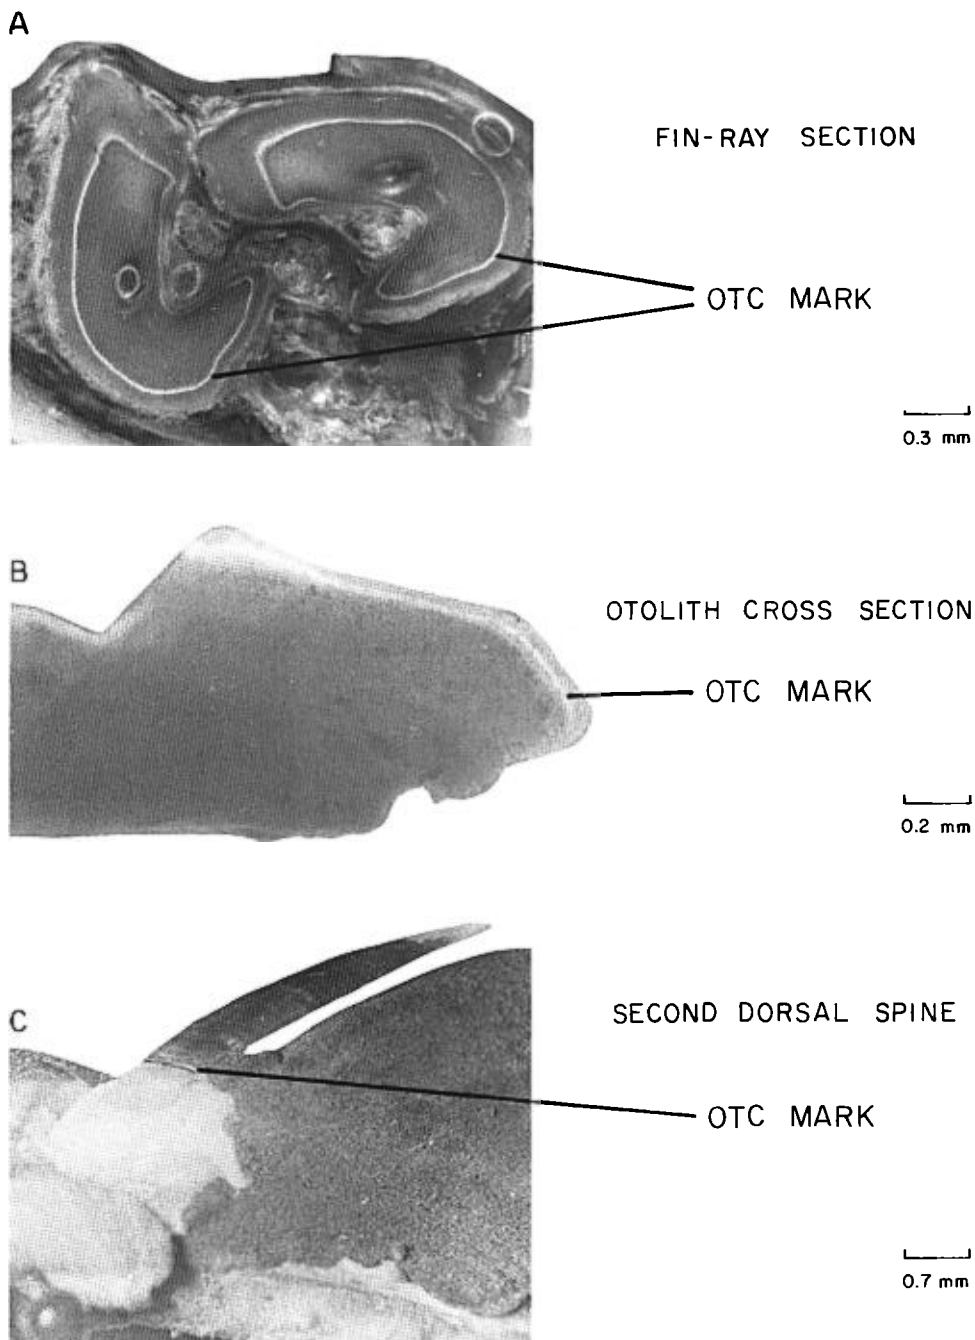 A
FIN-RAY SECTION
OTC MARK
0.3 mm
B
OTOLITH CROSS SECTION
OTC MARK
0.2 mm
C
SECOND DORSAL SPINE
OTC MARK
0.7 mm